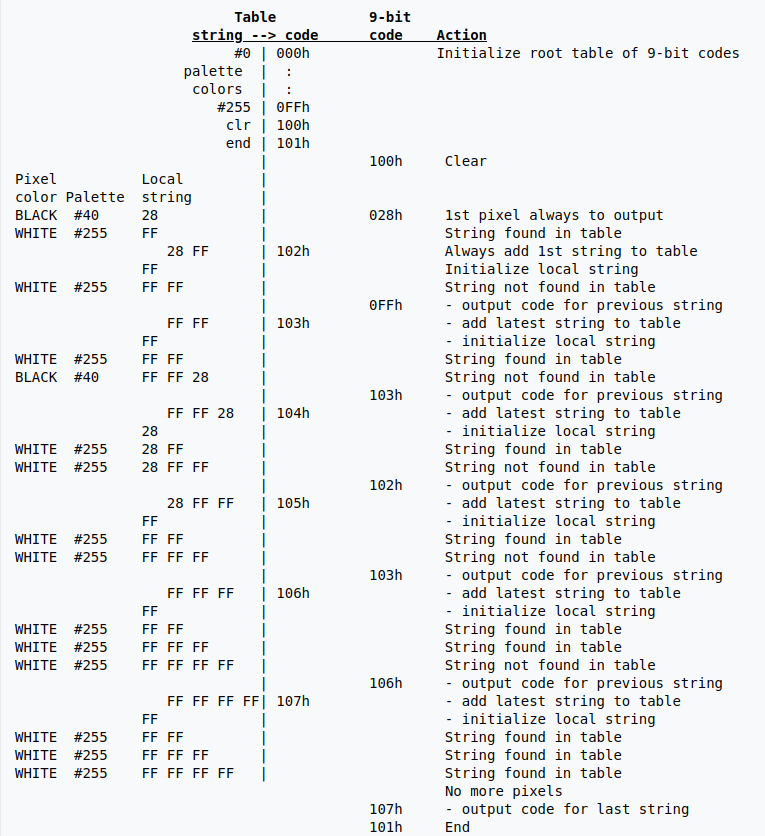 Table           9-bit
                     string --> code      code    Action
                          #0 | 000h               Initialize root table of 9-bit codes
                    palette  |  :
                     colors  |  :
                        #255 | 0FFh
                         clr | 100h
                         end | 101h
                             |            100h     Clear
Pixel          Local         |
color Palette  string        |
BLACK  #40     28            |            028h     1st pixel always to output
WHITE  #255    FF            |                     String found in table
                  28 FF      | 102h                Always add 1st string to table
               FF            |                     Initialize local string
WHITE  #255    FF FF         |                     String not found in table
                             |            0FFh     - output code for previous string
                  FF FF      | 103h                - add latest string to table
               FF            |                     - initialize local string
WHITE  #255    FF FF         |                     String found in table
BLACK  #40     FF FF 28      |                     String not found in table
                             |            103h     - output code for previous string
                  FF FF 28   | 104h                - add latest string to table
               28            |                     - initialize local string
WHITE  #255    28 FF         |                     String found in table
WHITE  #255    28 FF FF      |                     String not found in table
                             |            102h     - output code for previous string
                  28 FF FF   | 105h                - add latest string to table
               FF            |                     - initialize local string
WHITE  #255    FF FF         |                     String found in table
WHITE  #255    FF FF FF      |                     String not found in table
                             |            103h     - output code for previous string
                  FF FF FF   | 106h                - add latest string to table
               FF            |                     - initialize local string
WHITE  #255    FF FF         |                     String found in table
WHITE  #255    FF FF FF      |                     String found in table
WHITE  #255    FF FF FF FF   |                     String not found in table
                             |            106h     - output code for previous string
                  FF FF FF FF| 107h                - add latest string to table
               FF            |                     - initialize local string
WHITE  #255    FF FF         |                     String found in table
WHITE  #255    FF FF FF      |                     String found in table
WHITE  #255    FF FF FF FF   |                     String found in table
                                                   No more pixels
                                          107h     - output code for last string
                                          101h     End